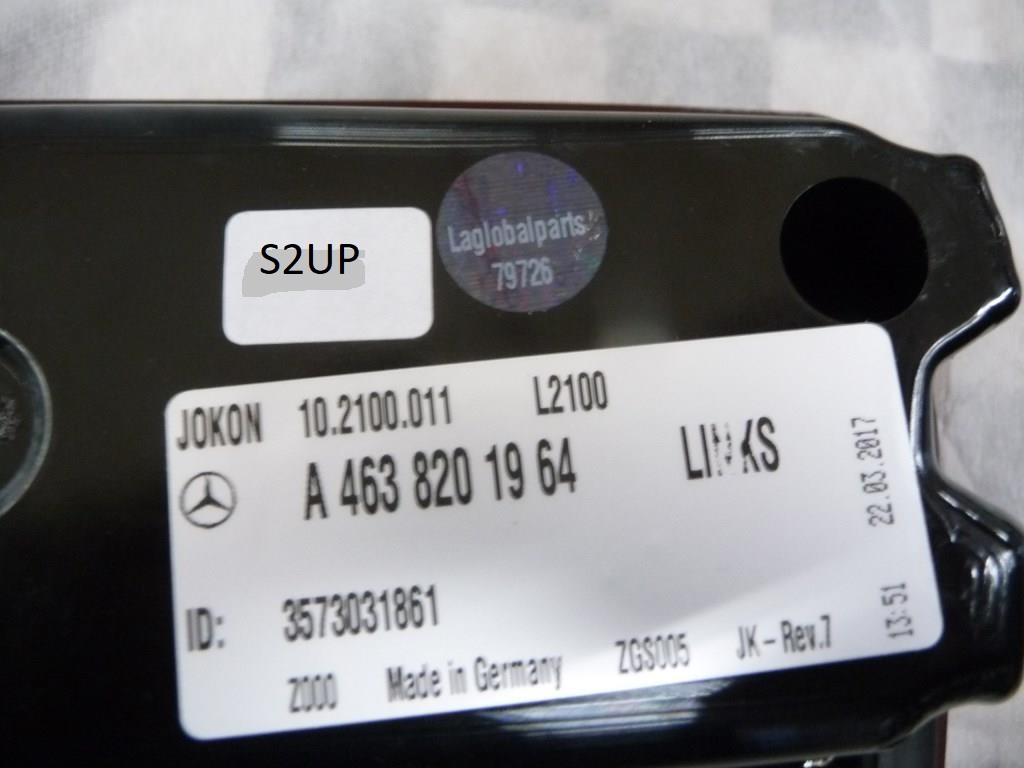 S2UP
Laglobalparts
79726
JOKON 10.2100.011 L2100
A 463 820 19 64 LINKS
22.03.2017
13:51
ID: 3573031861
Z000 Made in Germany ZGS005 JK-Rev.7